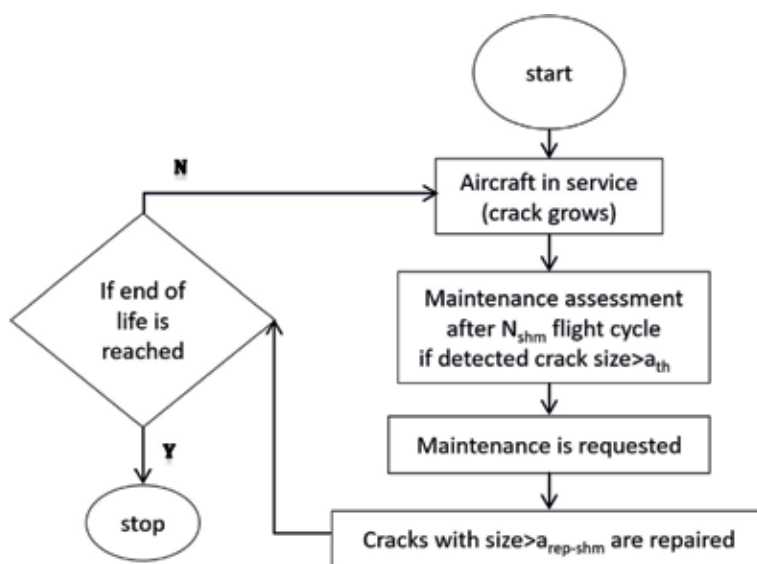 start
N
Aircraft in service
(crack grows)
If end of
life is
reached
Maintenance assessment
after Nshm flight cycle
if detected crack size>ath
Maintenance is requested
Y
stop
Cracks with size>arep-shm are repaired